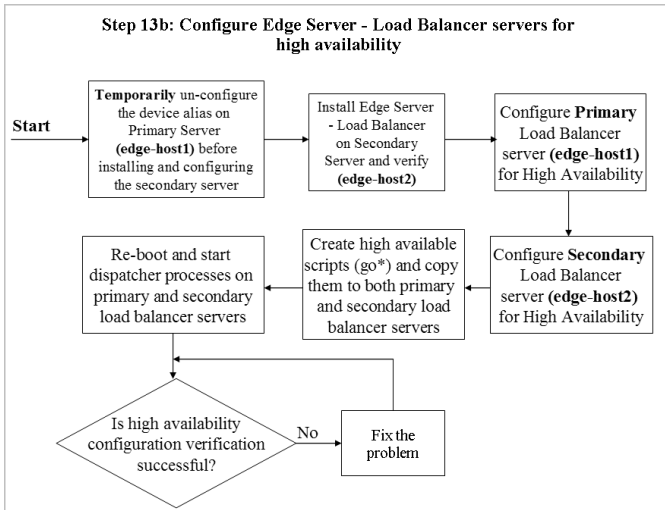 Step 13b: Configure Edge Server - Load Balancer servers for
high availability
Start
Temporarily un-configure
the device alias on
Primary Server
(edge-host1) before
installing and configuring
the secondary server
Install Edge Server
- Load Balancer
on Secondary
Server and verify
(edge-host2)
Configure Primary
Load Balancer
server (edge-host1)
for High Availability
Configure Secondary
Load Balancer
server (edge-host2)
for High Availability
Create high available
scripts (go*) and copy
them to both primary
and secondary load
balancer servers
Re-boot and start
dispatcher processes on
primary and secondary
load balancer servers
Is high availability
configuration verification
successful?
No
Fix the
problem